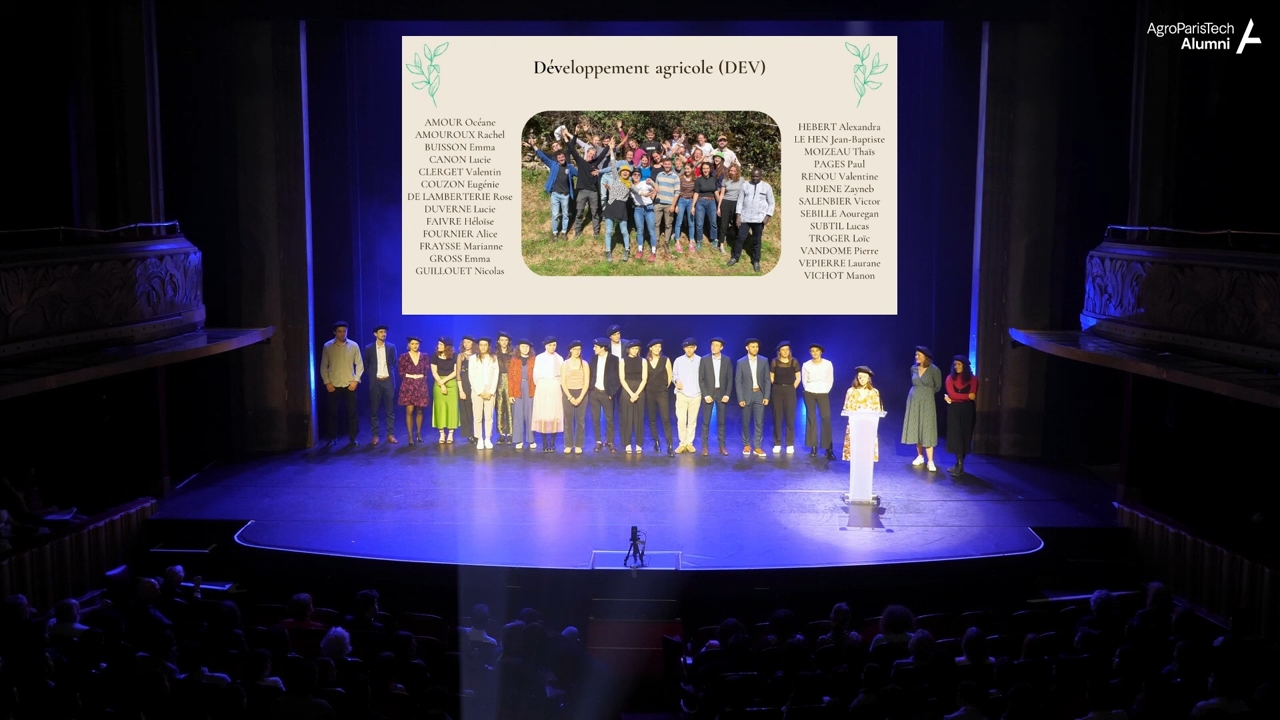 AgroParisTech
Alumni
Développement agricole (DEV)
AMOUR Océane
AMOUROUX Rachel
BUISSON Emma
CANON Lucie
CLERGET Valentin
COUZON Eugénie
DE LAMBERTERIE Rose
DUVERNE Lucie
FAIVRE Héloïse
FOURNIER Alice
FRAYSSE Marianne
GROSS Emma
GUILLOUET Nicolas
HEBERT Alexandra
LE HEN Jean-Baptiste
MOIZEAU Thaïs
PAGES Paul
RENOU Valentine
RIDENE Zayneb
SALENBIER Victor
SEBILLE Aouregan
SUBTIL Lucas
TROGER Loïc
VANDOME Pierre
VEPIERRE Laurane
VICHOT Manon